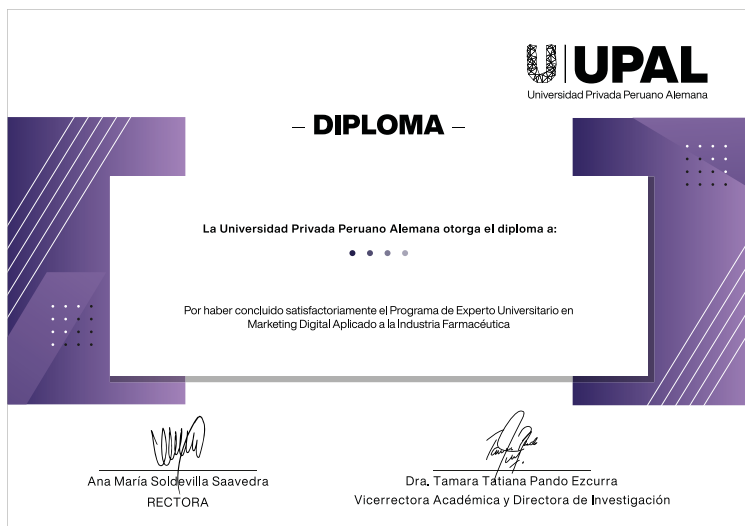 UPAL
Universidad Privada Peruano Alemana
– DIPLOMA –
La Universidad Privada Peruano Alemana otorga el diploma a:
Por haber concluido satisfactoriamente el Programa de Experto Universitario en
Marketing Digital Aplicado a la Industria Farmacéutica
Ana María Soldevilla Saavedra
RECTORA
Dra. Tamara Tatiana Pando Ezcurra
Vicerrectora Académica y Directora de Investigación